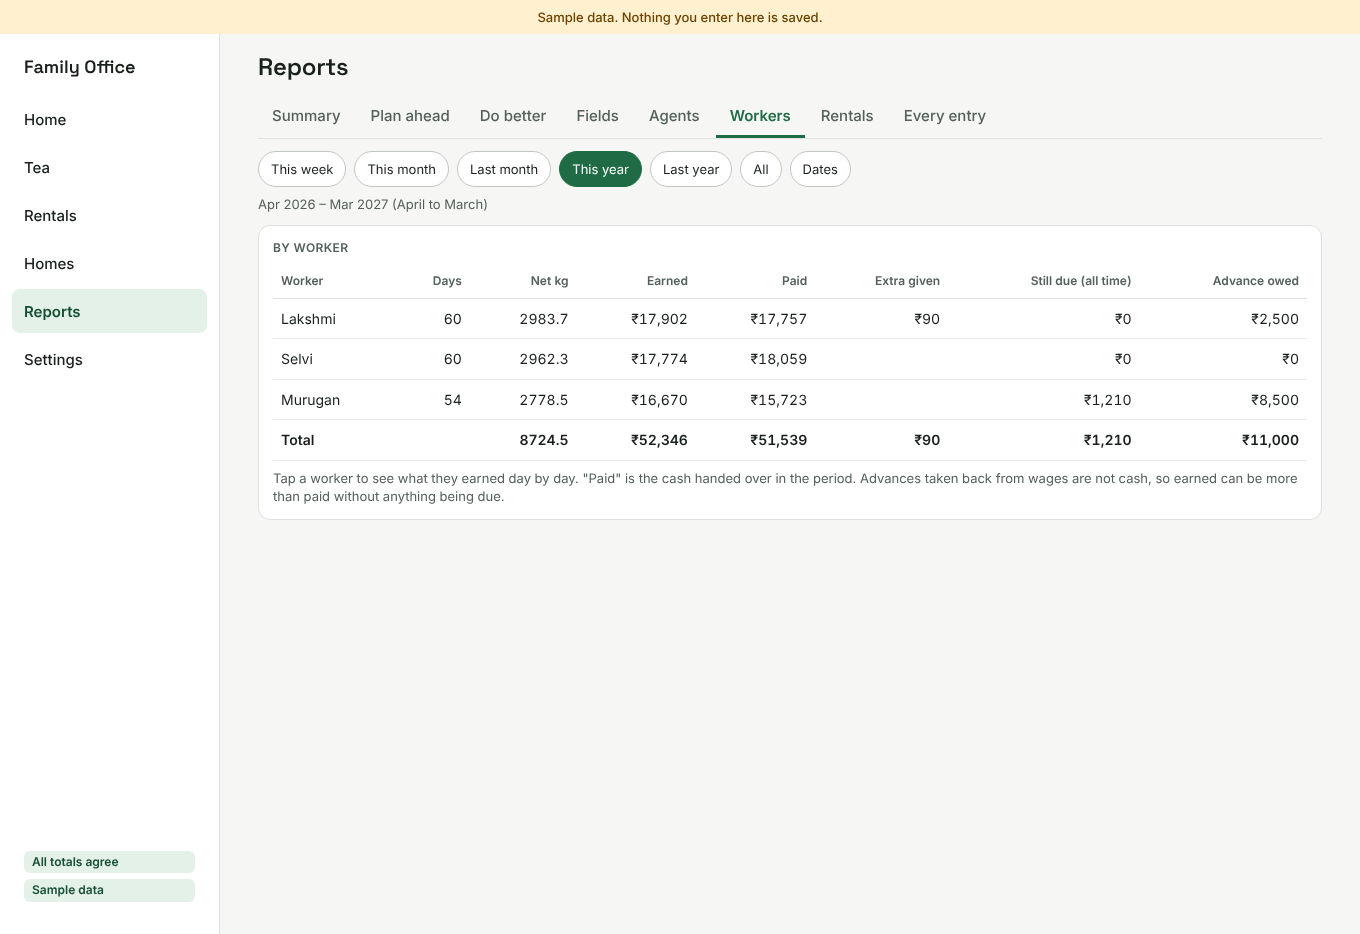 Sample data. Nothing you enter here is saved.
Family Office
Home
Tea
Rentals
Homes
Reports
Settings
All totals agree
Sample data
Reports
Summary Plan ahead Do better Fields Agents Workers Rentals Every entry
This week This month Last month This year Last year All Dates
Apr 2026 – Mar 2027 (April to March)
BY WORKER
Worker Days Net kg Earned Paid Extra given Still due (all time) Advance owed
Lakshmi 60 2983.7 ₹17,902 ₹17,757 ₹90 ₹0 ₹2,500
Selvi 60 2962.3 ₹17,774 ₹18,059 ₹0 ₹0
Murugan 54 2778.5 ₹16,670 ₹15,723 ₹1,210 ₹8,500
Total 8724.5 ₹52,346 ₹51,539 ₹90 ₹1,210 ₹11,000
Tap a worker to see what they earned day by day. "Paid" is the cash handed over in the period. Advances taken back from wages are not cash, so earned can be more
than paid without anything being due.